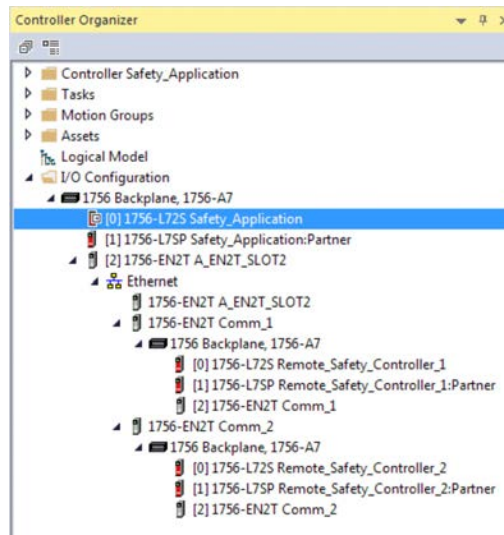 Controller Organizer
Controller Safety_Application
Tasks
Motion Groups
Assets
Logical Model
I/O Configuration
1756 Backplane, 1756-A7
[0] 1756-L72S Safety_Application
[1] 1756-L7SP Safety_Application:Partner
[2] 1756-EN2T A_EN2T_SLOT2
Ethernet
1756-EN2T A_EN2T_SLOT2
1756-EN2T Comm_1
1756 Backplane, 1756-A7
[0] 1756-L72S Remote_Safety_Controller_1
[1] 1756-L7SP Remote_Safety_Controller_1:Partner
[2] 1756-EN2T Comm_1
1756-EN2T Comm_2
1756 Backplane, 1756-A7
[0] 1756-L72S Remote_Safety_Controller_2
[1] 1756-L7SP Remote_Safety_Controller_2:Partner
[2] 1756-EN2T Comm_2